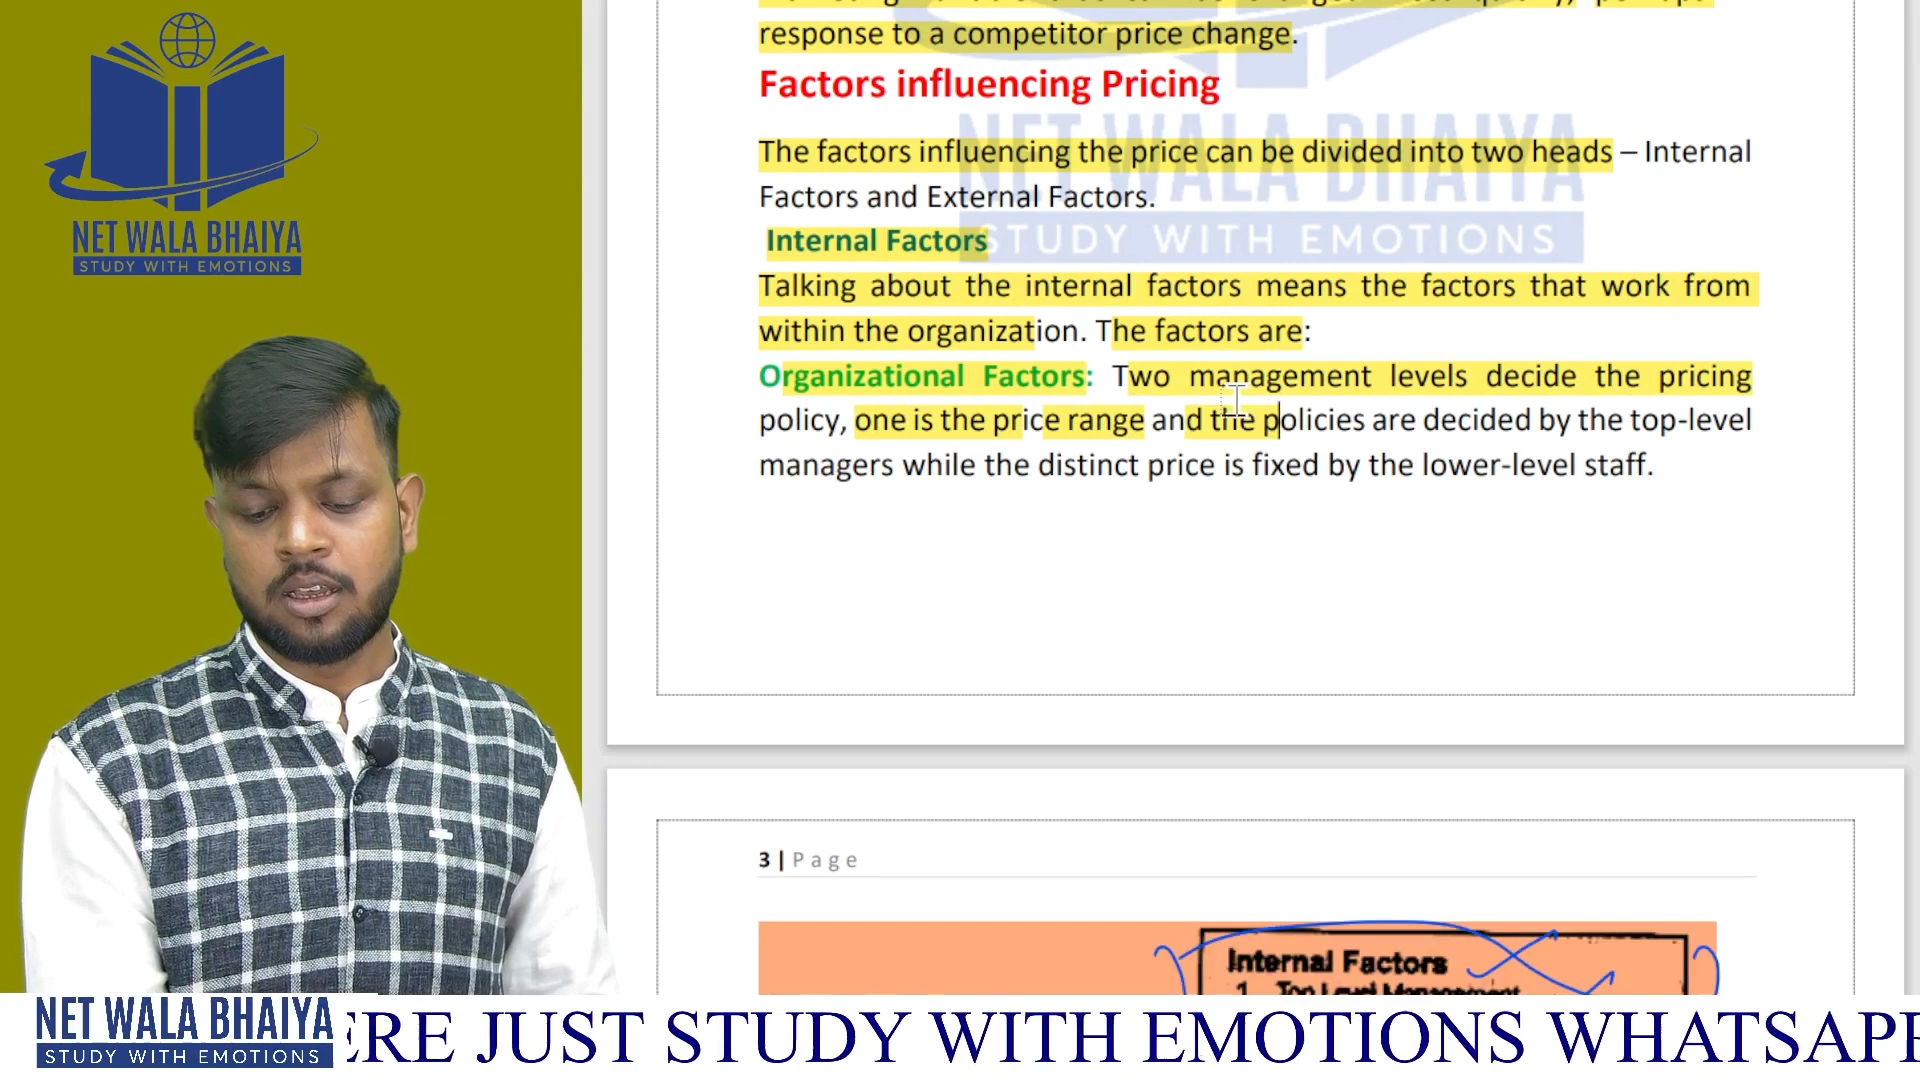 response to a competitor price change.
Factors influencing Pricing
The factors influencing the price can be divided into two heads – Internal
Factors and External Factors.
Internal Factors
Talking about the internal factors means the factors that work from
within the organization. The factors are:
Organizational Factors: Two management levels decide the pricing
policy, one is the price range and the policies are decided by the top-level
managers while the distinct price is fixed by the lower-level staff.
NET WALA BHAIYA
STUDY WITH EMOTIONS
NET WALA BHAIYA
STUDY WITH EMOTIONS
3 | Page
Internal Factors
1 Top Level Management
NET WALA BHAIYA
STUDY WITH EMOTIONS
ERE JUST STUDY WITH EMOTIONS WHATSAPP